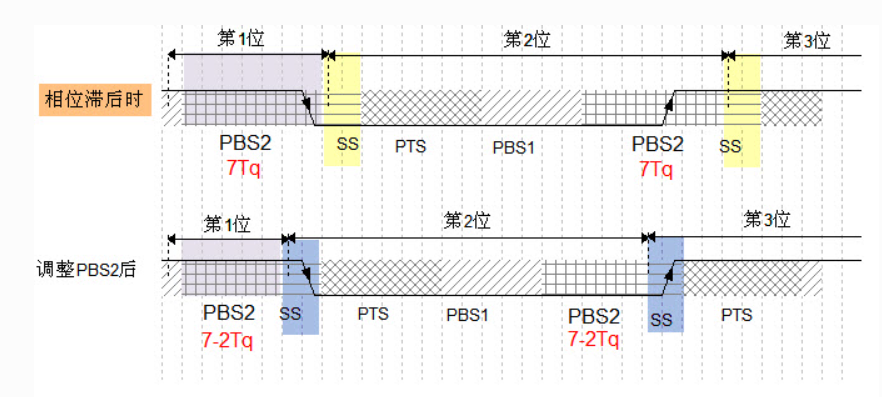 第1位 第2位 第3位
相位滞后时
PBS2 SS PTS PBS1 PBS2 SS
7Tq 7Tq
第1位 第2位 第3位
调整PBS2后
PBS2 SS PTS PBS1 PBS2 SS PTS
7-2Tq 7-2Tq